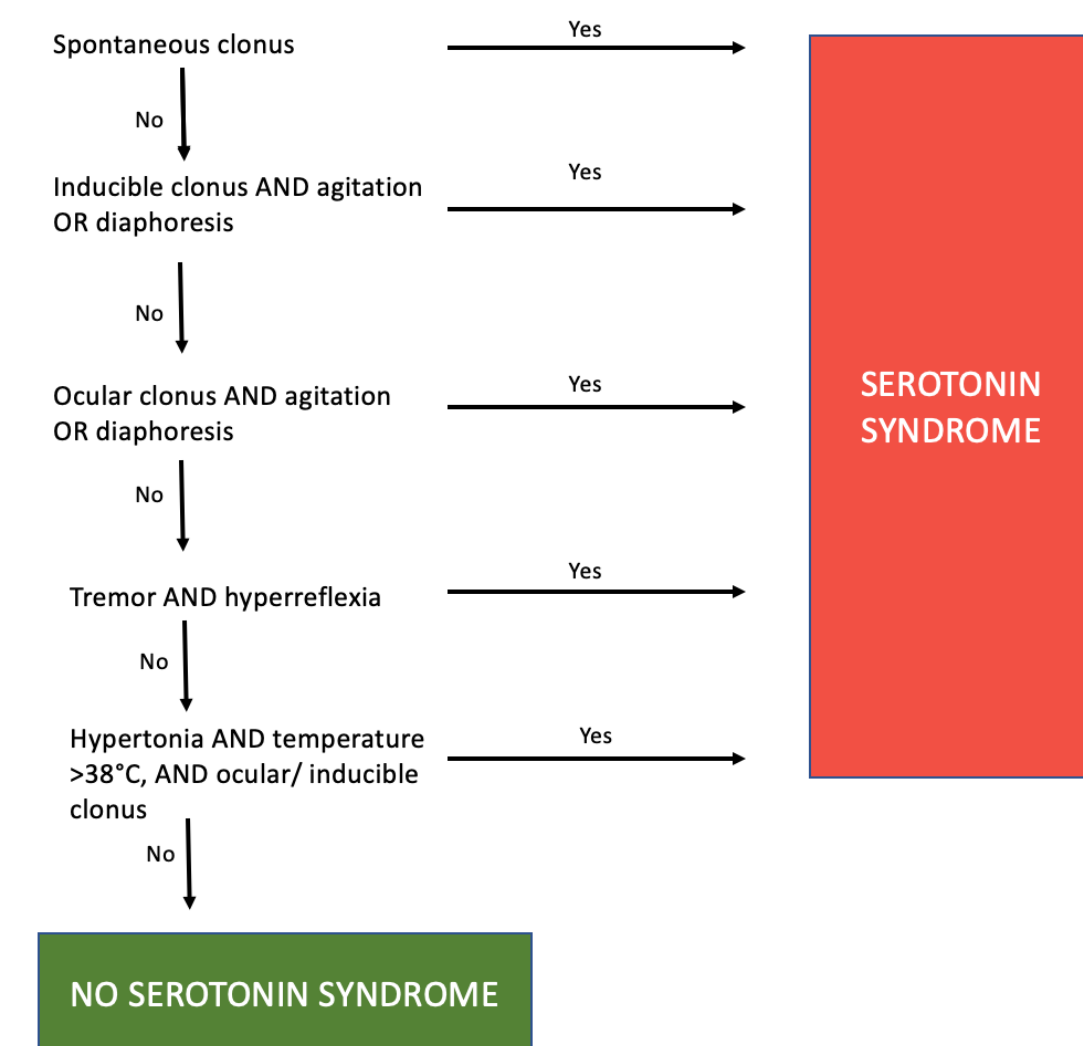 Spontaneous clonus
Yes
No
Inducible clonus AND agitation
OR diaphoresis
Yes
No
Ocular clonus AND agitation
OR diaphoresis
Yes
No
Tremor AND hyperreflexia
Yes
No
Hypertonia AND temperature
>38°C, AND ocular/ inducible
clonus
Yes
No
SEROTONIN
SYNDROME
NO SEROTONIN SYNDROME